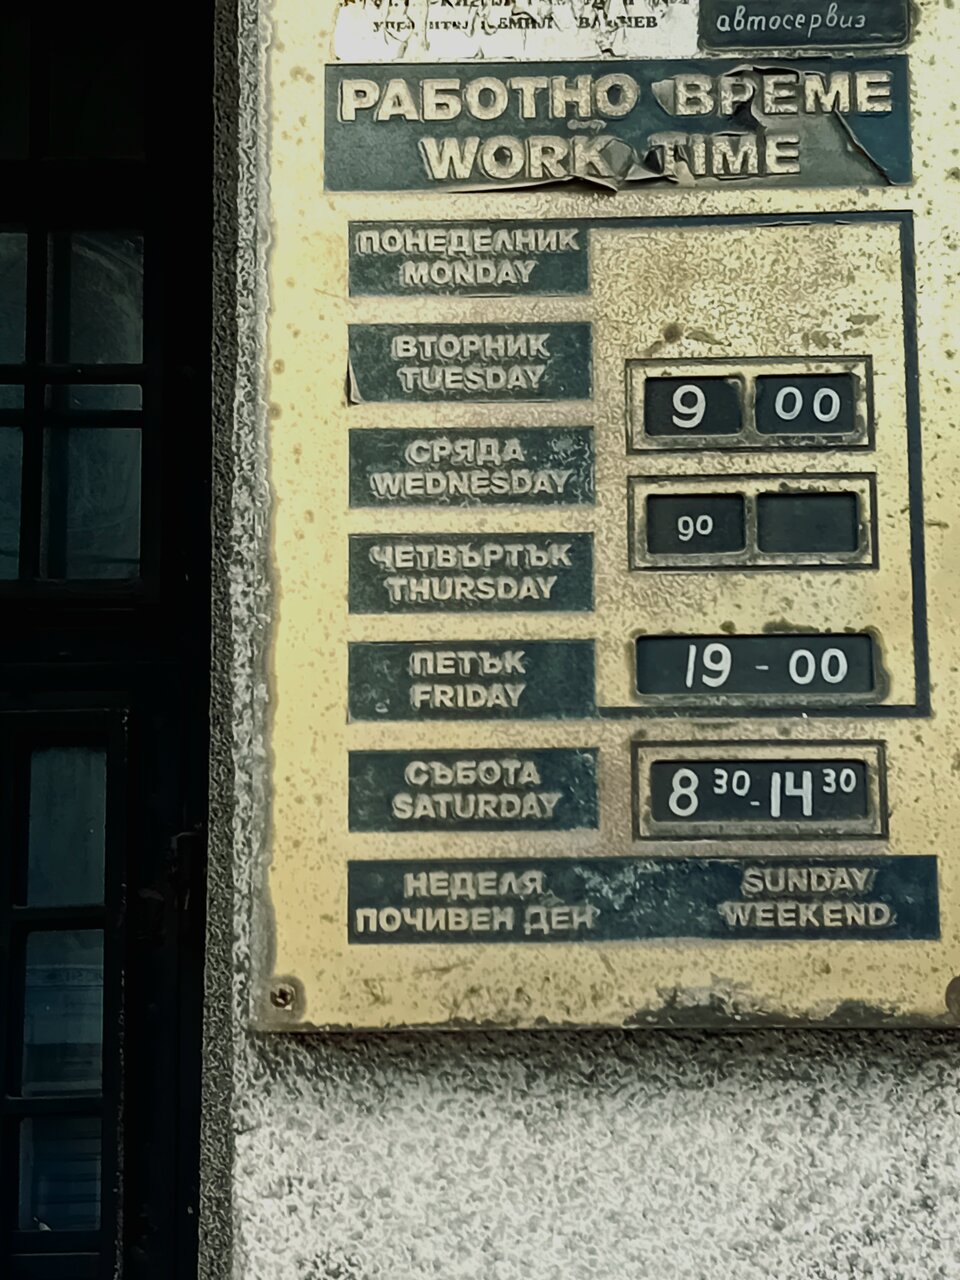 автосервиз
РАБОТНО ВРЕМЕ
WORK TIME
ПОНЕДЕЛНИК
MONDAY
ВТОРНИК
TUESDAY
9 00
СРЯДА
WEDNESDAY
9º
ЧЕТВЪРТЪК
THURSDAY
ПЕТЪК
FRIDAY
19 - 00
СЪБОТА
SATURDAY
8 30 - 14 30
НЕДЕЛЯ
ПОЧИВЕН ДЕН
SUNDAY
WEEKEND